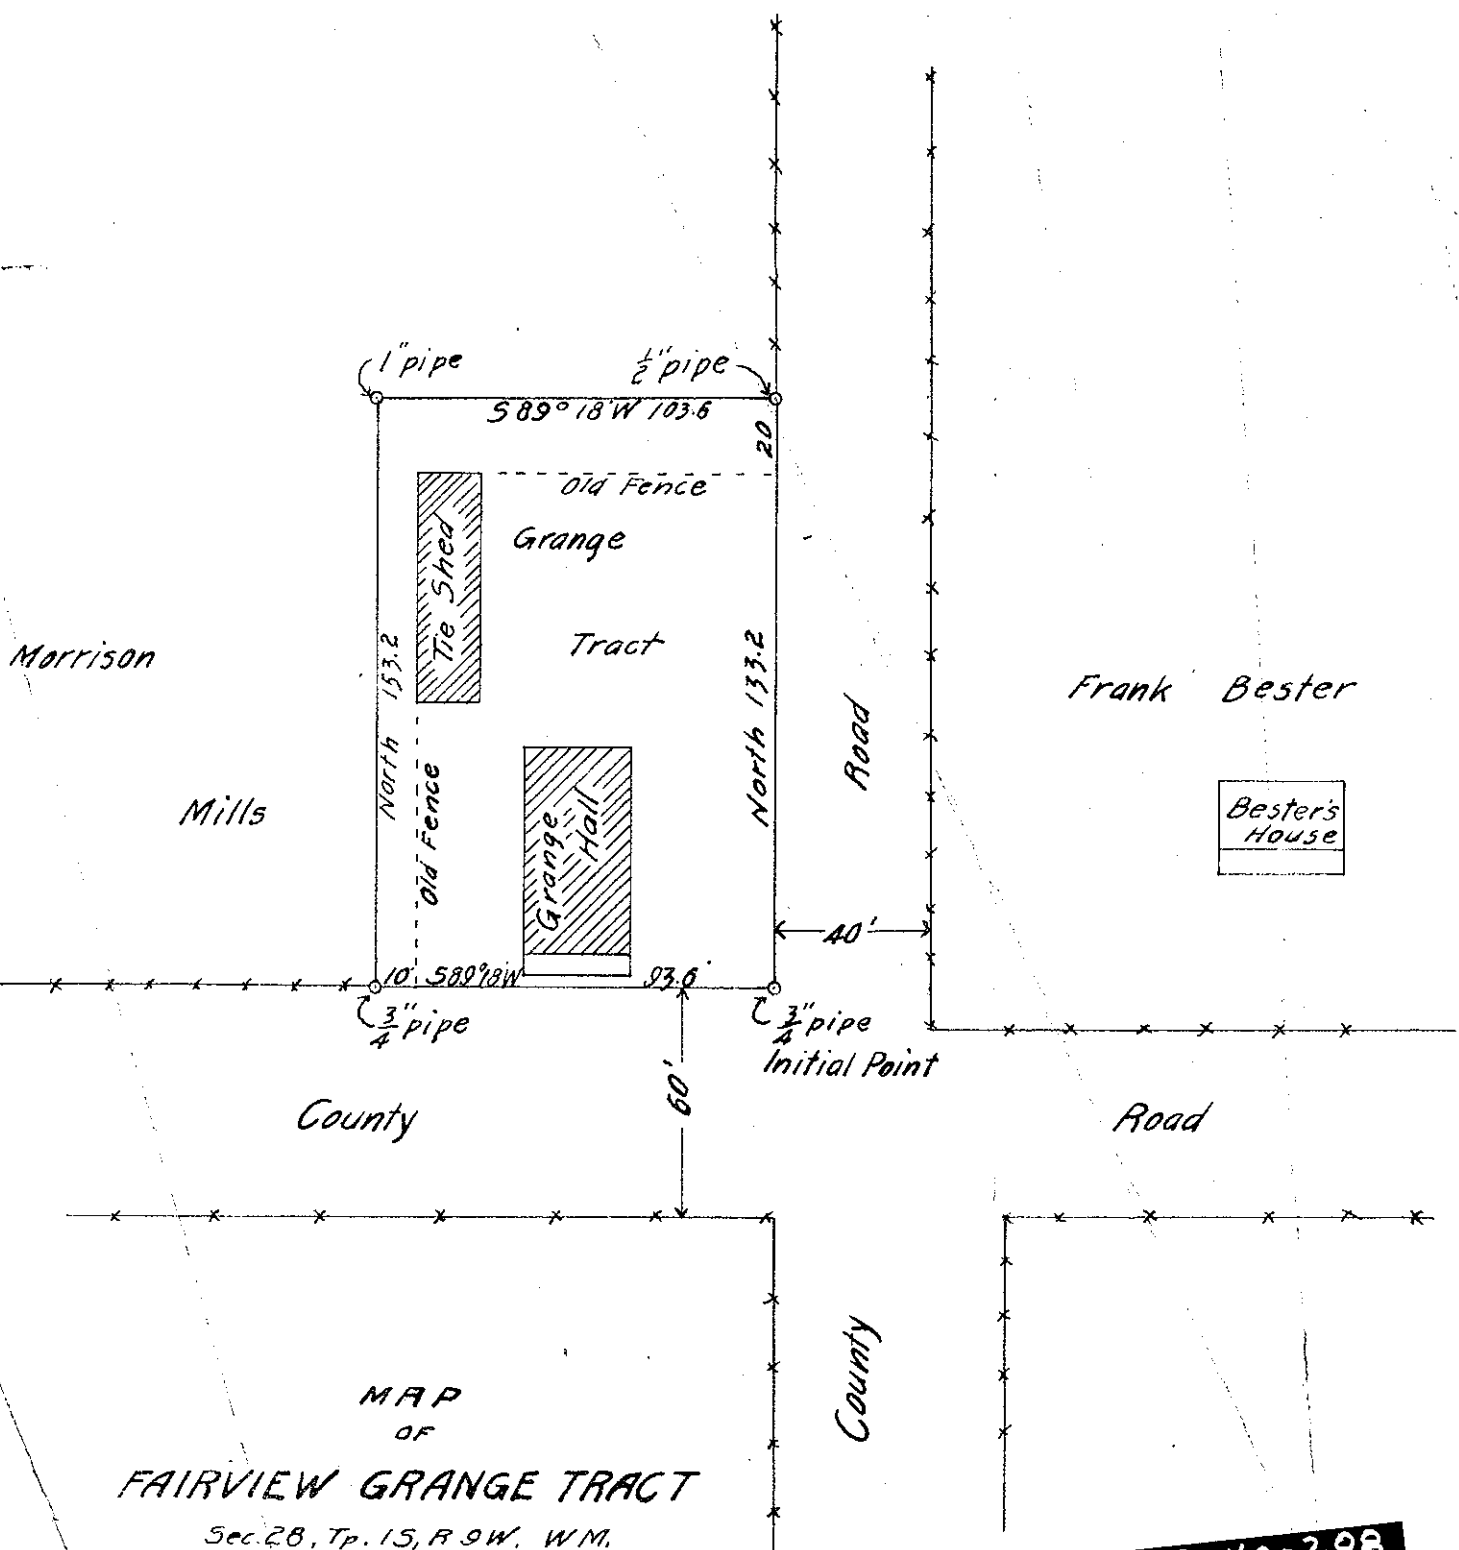 1" pipe
1/2" pipe
S 89° 18' W 103.6
20
Old Fence
Tie Shed
Grange
Tract
Morrison
Mills
North 153.2
Old Fence
North 133.2
Road
Frank Bester
Bester's
House
Grange
Hall
40'
10' S89°18'W 93.6'
3/4" pipe
3/4" pipe
Initial Point
60'
County
Road
County
MAP
OF
FAIRVIEW GRANGE TRACT
Sec. 28, Tp. 1S, R 9W. WM.